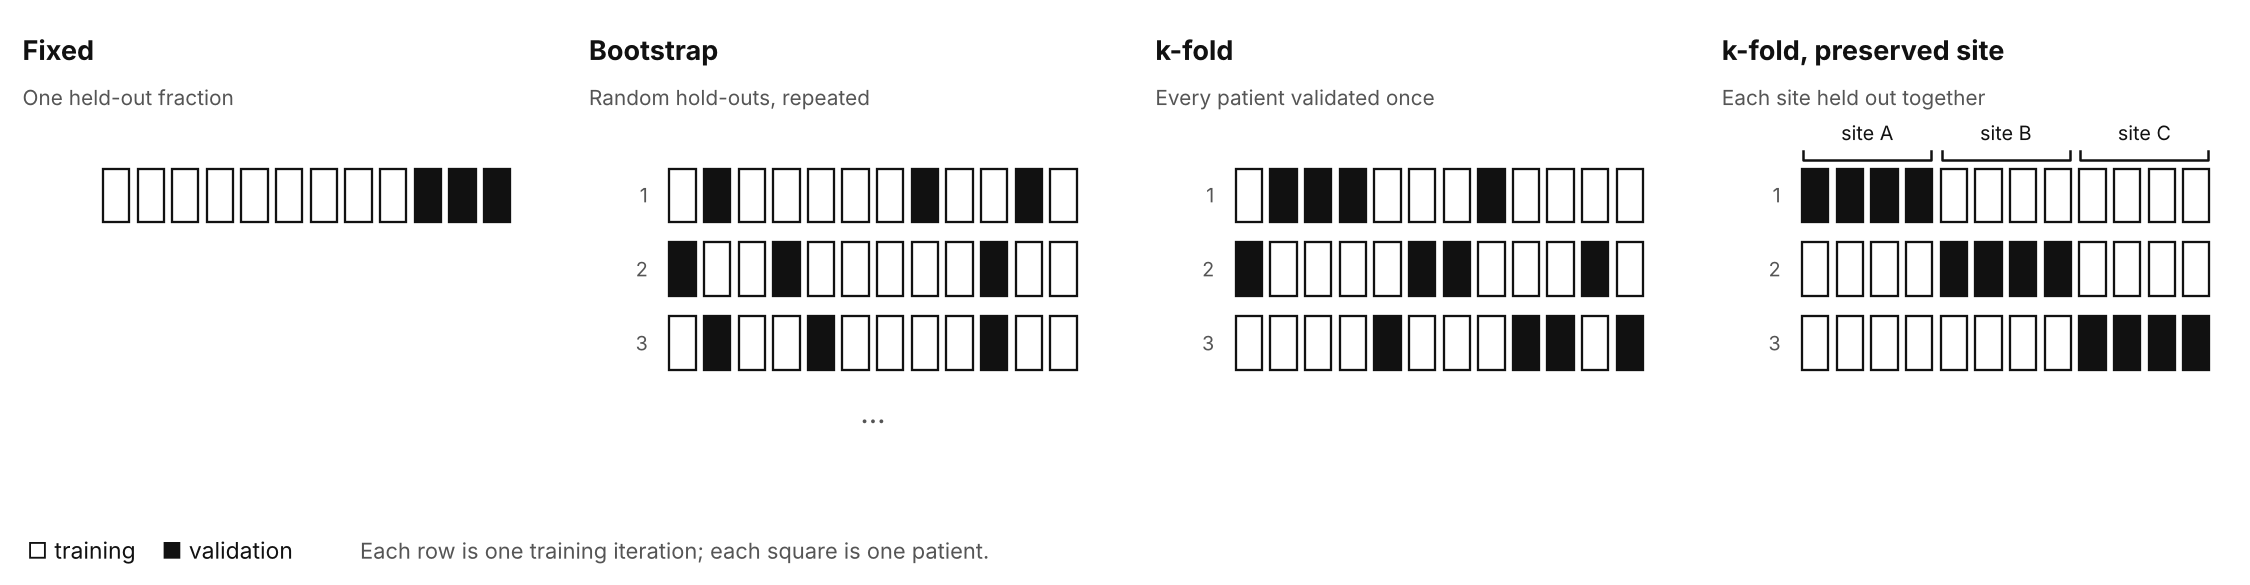 Fixed
One held-out fraction
Bootstrap
Random hold-outs, repeated
1
2
3
...
k-fold
Every patient validated once
1
2
3
k-fold, preserved site
Each site held out together
site A site B site C
1
2
3
training validation Each row is one training iteration; each square is one patient.